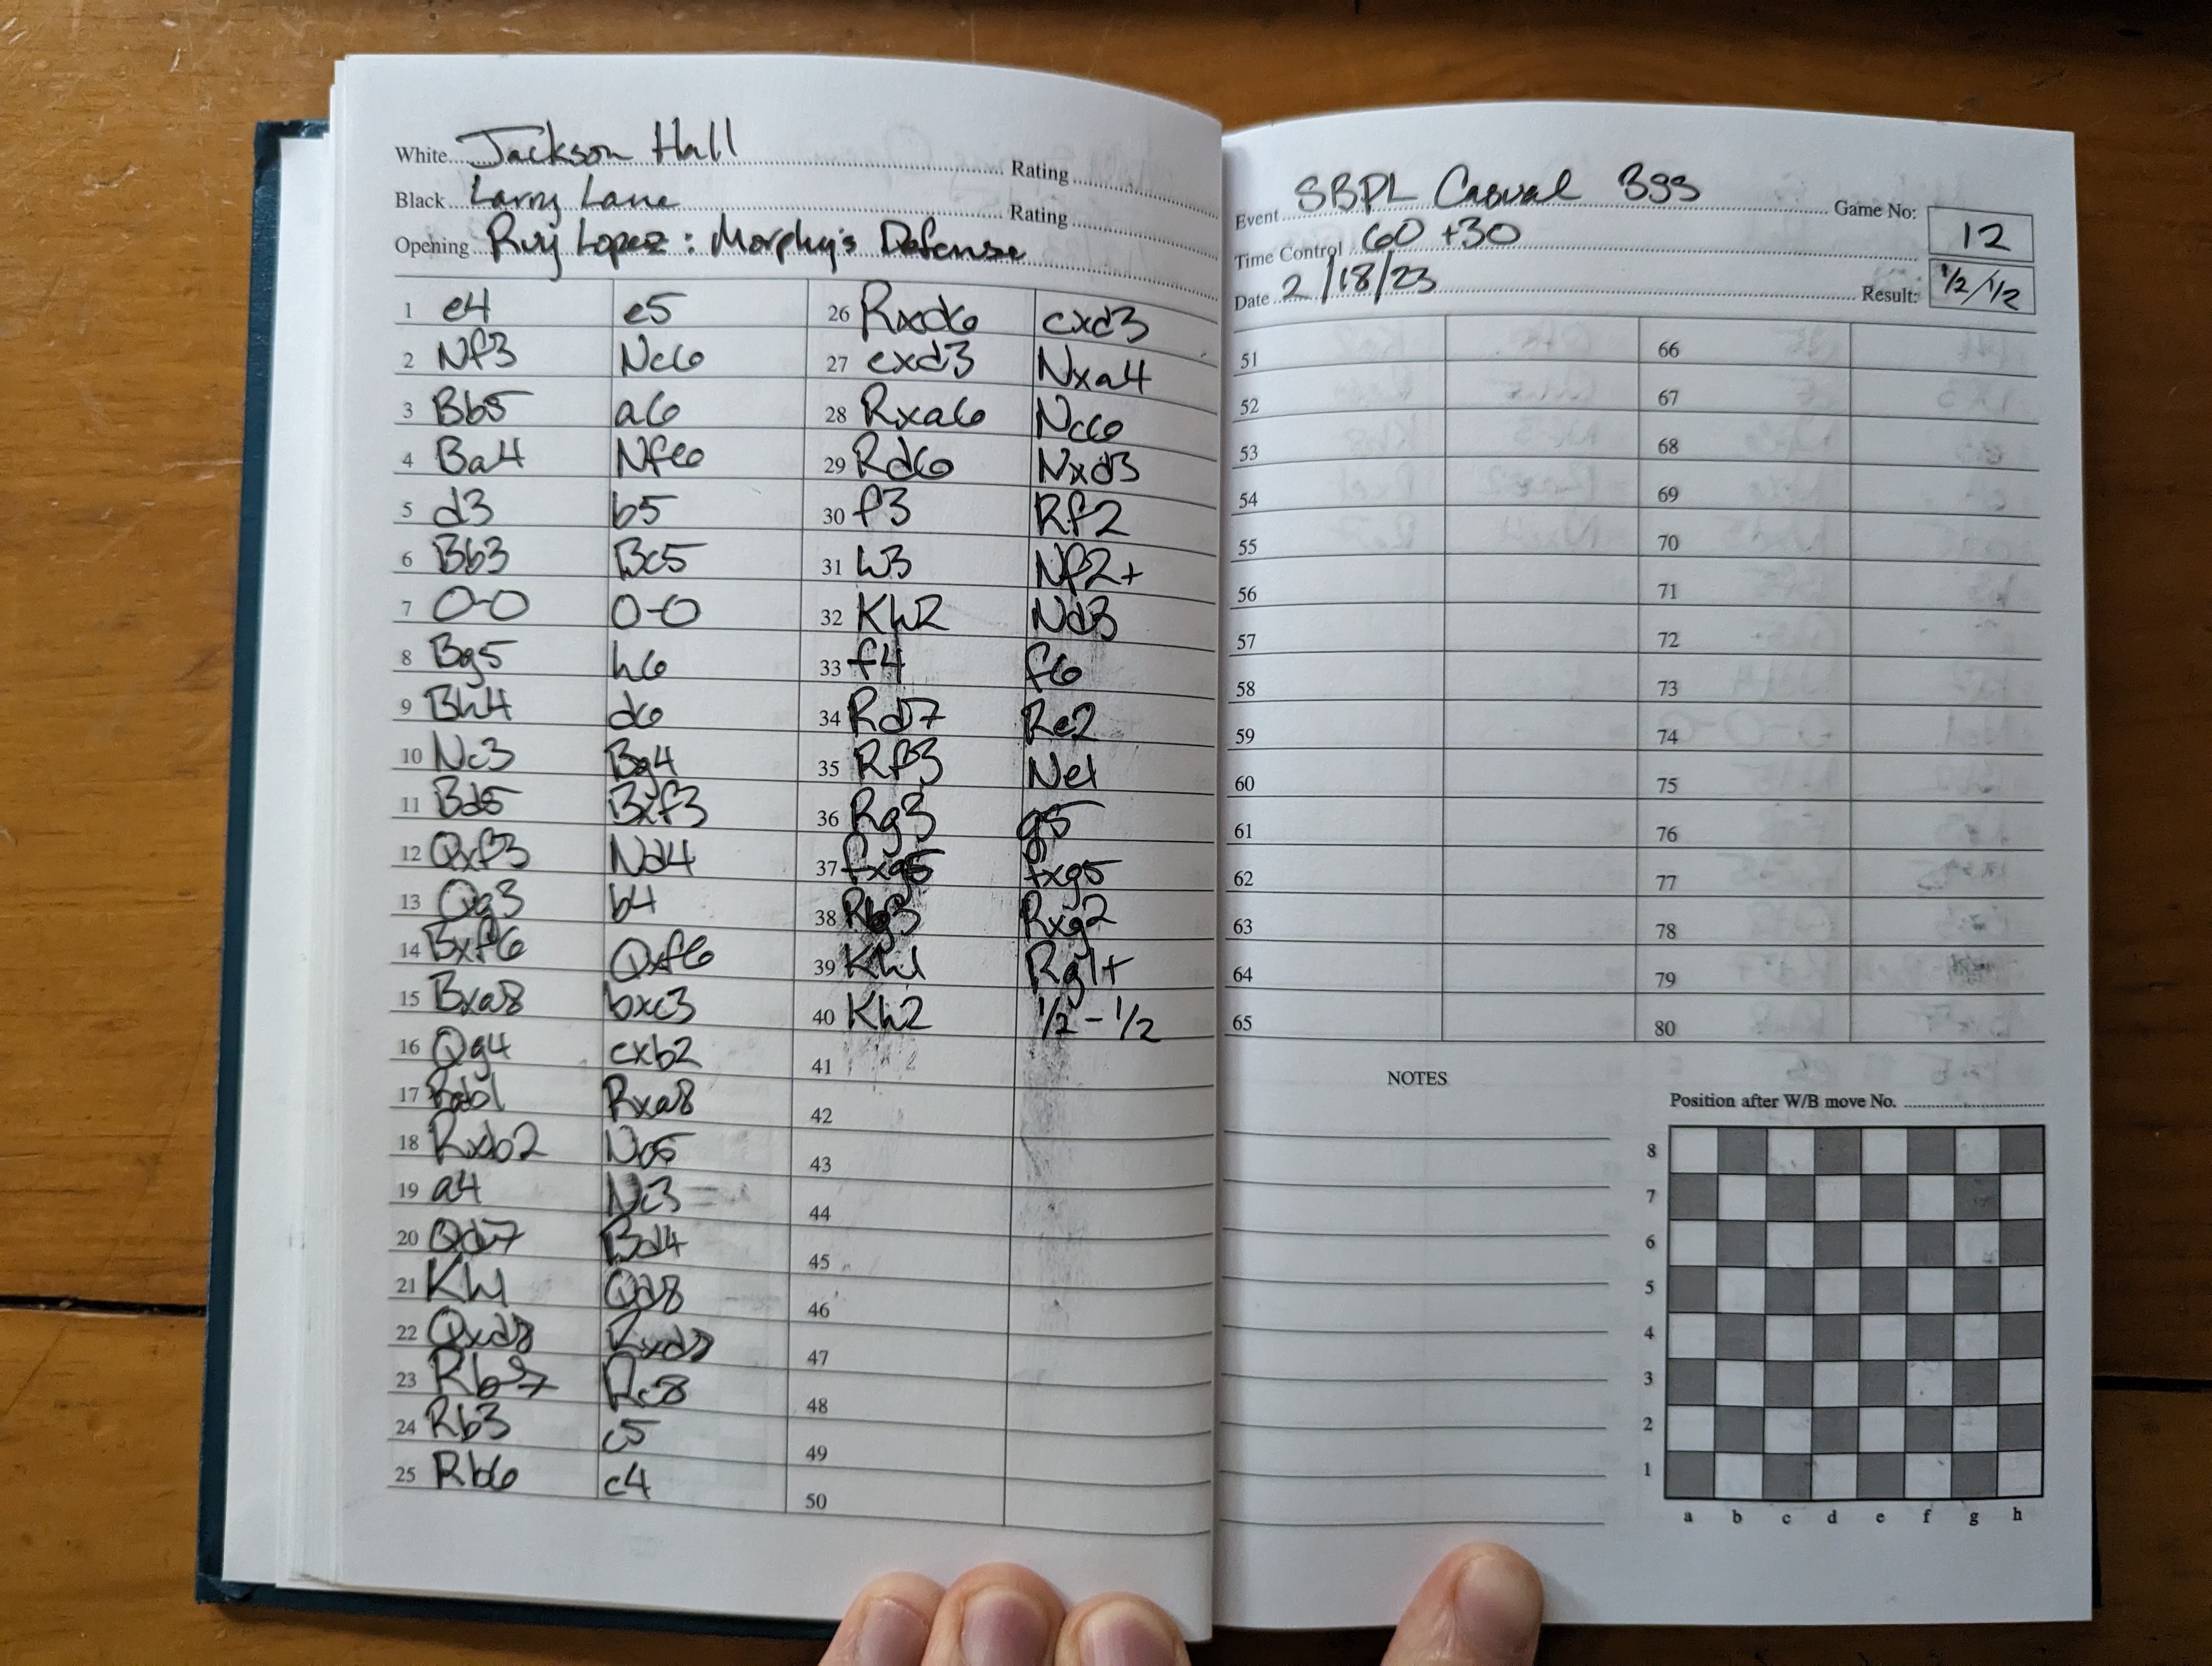 White Jackson Hall Rating
Black Larry Lane Rating
Opening Ruy Lopez: Morphy's Defense
1 e4 e5
2 Nf3 Nc6
3 Bb5 a6
4 Ba4 Nf6
5 d3 b5
6 Bb3 Bc5
7 O-O O-O
8 Bg5 h6
9 Bh4 d6
10 Nc3 Bg4
11 Bd5 Bxf3
12 Qxf3 Nd4
13 Qg3 b4
14 Bxf6 Qxf6
15 Bxa8 bxc3
16 Qg4 cxb2
17 Rab1 Rxa8
18 Rxb2
19 a4 Nc3
20 Qd7 Bd4
21 Kh1 Qd8
22 Qxd8 Rxd8
23 Rb7 Rc8
24 Rb3 c5
25 Rb6 c4
26 Rxd6 cxd3
27 cxd3 Nxa4
28 Rxa6 Nc6
29 Rd6 Nxd3
30 f3 Rf2
31 h3 Nf2+
32 Kh2 Nd3
33 f4 f6
34 Rd7 Re2
35 Rf3 Ne1
36 Rg3 g5
37 fxg5 fxg5
38 Rb3 Rxg2
39 Kh1 Rg1+
40 Kh2 1/2-1/2
41
42
43
44
45
46
47
48
49
50
Event SBPL Casual Game No: 12
Time Control 60 +30
Date 2/18/23 Result: 1/2/1/2
51 66
52 67
53 68
54 69
55 70
56 71
57 72
58 73
59 74
60 75
61 76
62 77
63 78
64 79
65 80
NOTES
Position after W/B move No.
8
7
6
5
4
3
2
1
a b c d e f g h